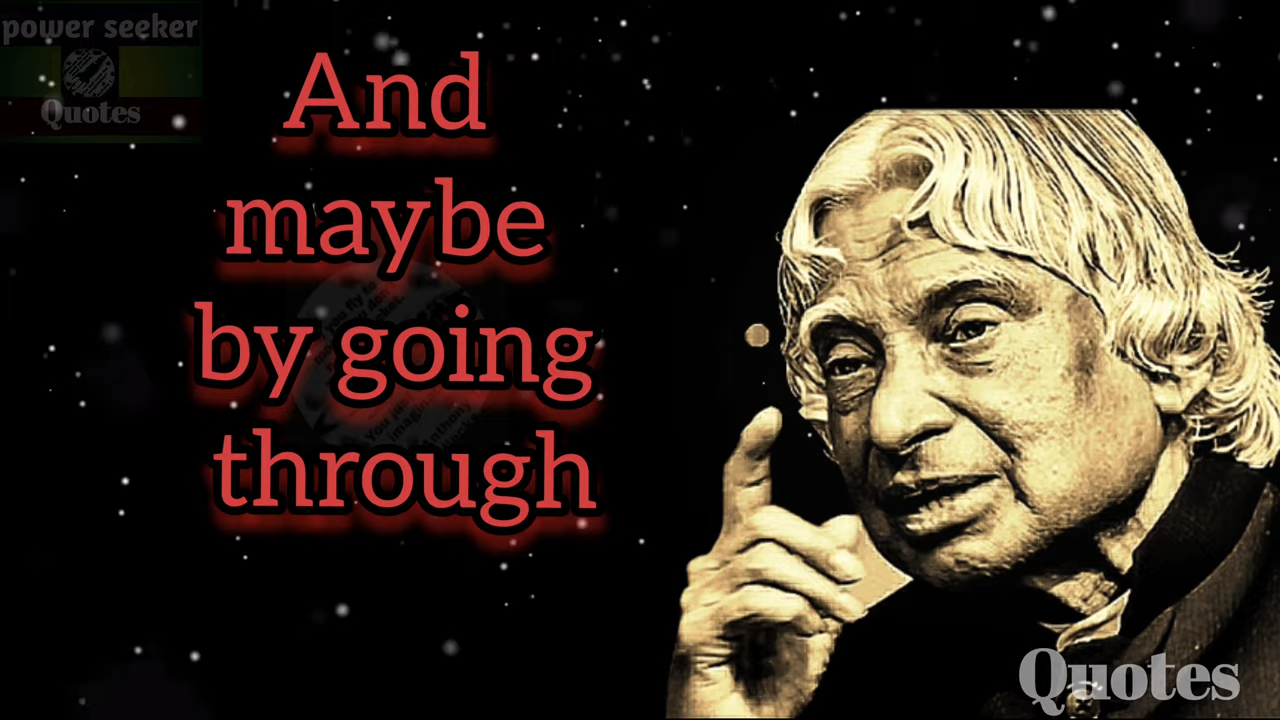 power seeker
Quotes
And
maybe
by going
through
Quotes